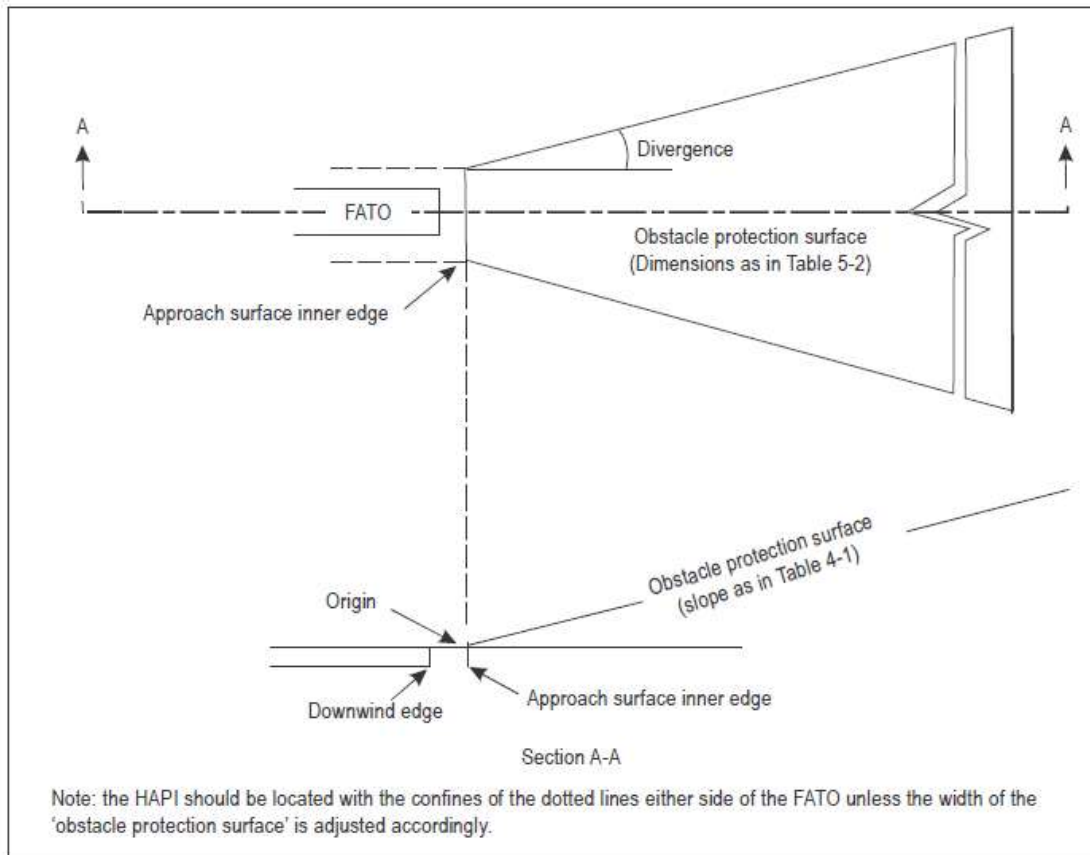 A
A
Divergence
FATO
Obstacle protection surface
(Dimensions as in Table 5-2)
Approach surface inner edge
Obstacle protection surface
(slope as in Table 4-1)
Origin
Downwind edge
Approach surface inner edge
Section A-A
Note: the HAPI should be located with the confines of the dotted lines either side of the FATO unless the width of the
‘obstacle protection surface’ is adjusted accordingly.